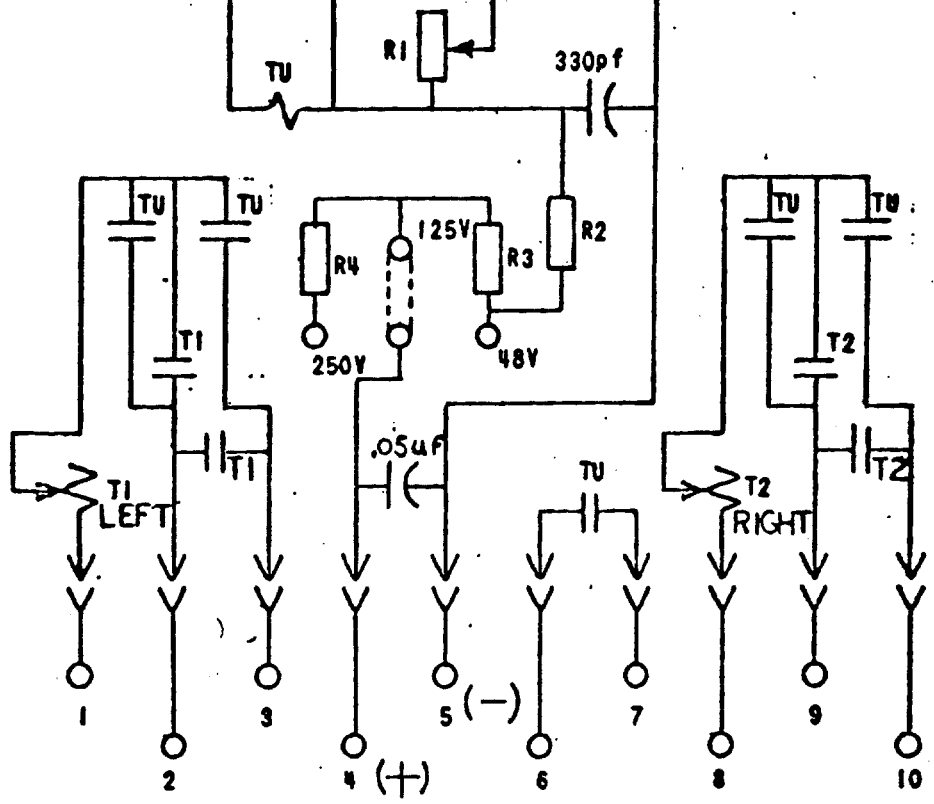 R1
330pf
TU
TU
TU
TU
TU
125V
R4
R3
R2
T1
250V
48V
T2
.05uf
T1
TU
T2
T1
LEFT
T2
RIGHT
1
3
5 (−)
7
9
2
4 (+)
6
8
10